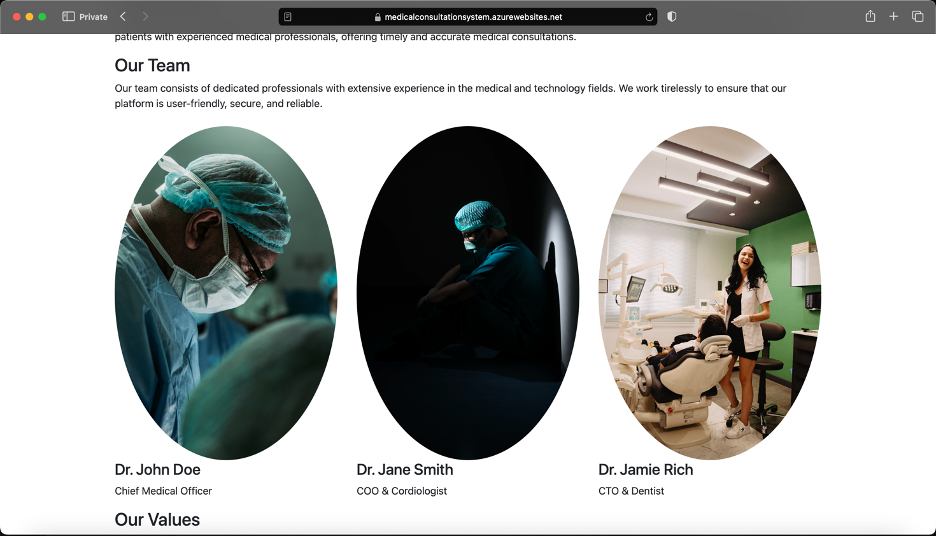 Private
medicalconsultationsystem.azurewebsites.net
patients with experienced medical professionals, offering timely and accurate medical consultations.
Our Team
Our team consists of dedicated professionals with extensive experience in the medical and technology fields. We work tirelessly to ensure that our
platform is user-friendly, secure, and reliable.
Dr. John Doe
Chief Medical Officer
Dr. Jane Smith
COO & Cordiologist
Dr. Jamie Rich
CTO & Dentist
Our Values